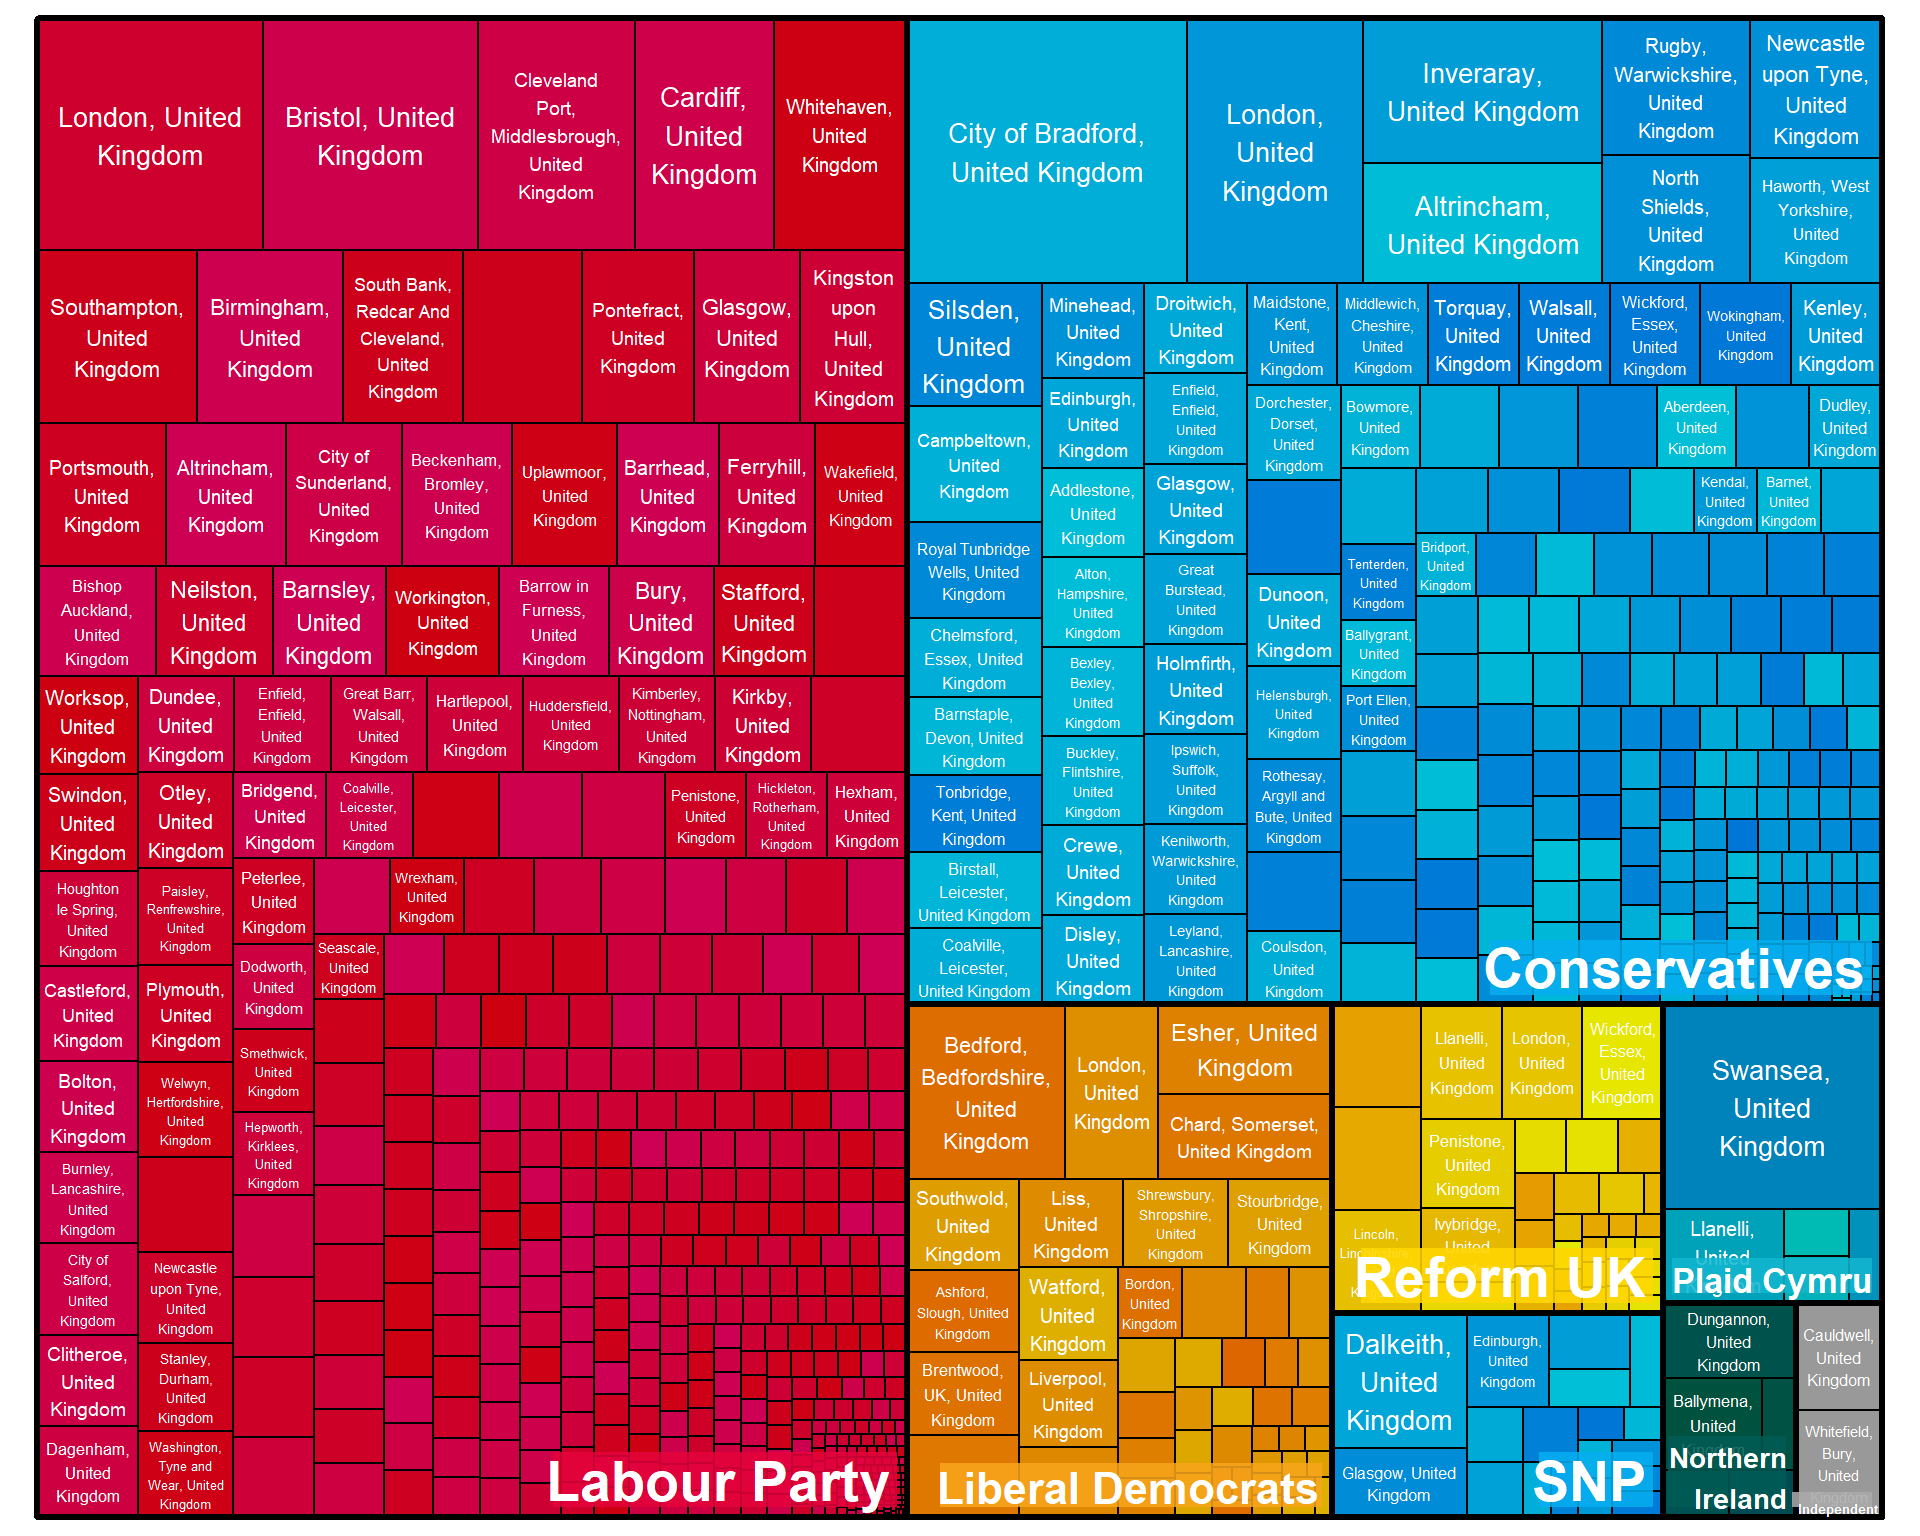 London, United
Kingdom
Bristol, United
Kingdom
Cleveland
Port,
Middlesbrough,
United
Kingdom
Cardiff,
United
Kingdom
Whitehaven,
United
Kingdom
Southampton,
United
Kingdom
Birmingham,
United
Kingdom
South Bank,
Redcar And
Cleveland,
United
Kingdom
Pontefract,
United
Kingdom
Glasgow,
United
Kingdom
Kingston
upon
Hull,
United
Kingdom
Portsmouth,
United
Kingdom
Altrincham,
United
Kingdom
City of
Sunderland,
United
Kingdom
Beckenham,
Bromley,
United
Kingdom
Uplawmoor,
United
Kingdom
Barrhead,
United
Kingdom
Ferryhill,
United
Kingdom
Wakefield,
United
Kingdom
Bishop
Auckland,
United
Kingdom
Neilston,
United
Kingdom
Barnsley,
United
Kingdom
Workington,
United
Kingdom
Barrow in
Furness,
United
Kingdom
Bury,
United
Kingdom
Stafford,
United
Kingdom
Worksop,
United
Kingdom
Dundee,
United
Kingdom
Enfield,
Enfield,
United
Kingdom
Great Barr,
Walsall,
United
Kingdom
Hartlepool,
United
Kingdom
Huddersfield,
United
Kingdom
Kimberley,
Nottingham,
United
Kingdom
Kirkby,
United
Kingdom
Swindon,
United
Kingdom
Otley,
United
Kingdom
Bridgend,
United
Kingdom
Coalville,
Leicester,
United
Kingdom
Penistone,
United
Kingdom
Hickleton,
Rotherham,
United
Kingdom
Hexham,
United
Kingdom
Houghton
le Spring,
United
Kingdom
Paisley,
Renfrewshire,
United
Kingdom
Peterlee,
United
Kingdom
Wrexham,
United
Kingdom
Seascale,
United
Kingdom
Castleford,
United
Kingdom
Plymouth,
United
Kingdom
Dodworth,
United
Kingdom
Smethwick,
United
Kingdom
Bolton,
United
Kingdom
Welwyn,
Hertfordshire,
United
Kingdom
Hepworth,
Kirklees,
United
Kingdom
Burnley,
Lancashire,
United
Kingdom
City of
Salford,
United
Kingdom
Newcastle
upon Tyne,
United
Kingdom
Clitheroe,
United
Kingdom
Stanley,
Durham,
United
Kingdom
Dagenham,
United
Kingdom
Washington,
Tyne and
Wear, United
Kingdom
Labour Party
City of Bradford,
United Kingdom
London,
United
Kingdom
Inveraray,
United Kingdom
Altrincham,
United Kingdom
Rugby,
Warwickshire,
United
Kingdom
Newcastle
upon Tyne,
United
Kingdom
North
Shields,
United
Kingdom
Haworth, West
Yorkshire,
United
Kingdom
Silsden,
United
Kingdom
Minehead,
United
Kingdom
Droitwich,
United
Kingdom
Maidstone,
Kent,
United
Kingdom
Middlewich,
Cheshire,
United
Kingdom
Torquay,
United
Kingdom
Walsall,
United
Kingdom
Wickford,
Essex,
United
Kingdom
Wokingham,
United
Kingdom
Kenley,
United
Kingdom
Campbeltown,
United
Kingdom
Edinburgh,
United
Kingdom
Enfield,
Enfield,
United
Kingdom
Dorchester,
Dorset,
United
Kingdom
Bowmore,
United
Kingdom
Aberdeen,
United
Kingdom
Dudley,
United
Kingdom
Addlestone,
United
Kingdom
Glasgow,
United
Kingdom
Kendal,
United
Kingdom
Barnet,
United
Kingdom
Royal Tunbridge
Wells, United
Kingdom
Alton,
Hampshire,
United
Kingdom
Great
Burstead,
United
Kingdom
Dunoon,
United
Kingdom
Tenterden,
United
Kingdom
Bridport,
United
Kingdom
Chelmsford,
Essex, United
Kingdom
Bexley,
Bexley,
United
Kingdom
Holmfirth,
United
Kingdom
Helensburgh,
United
Kingdom
Ballygrant,
United
Kingdom
Port Ellen,
United
Kingdom
Barnstaple,
Devon, United
Kingdom
Buckley,
Flintshire,
United
Kingdom
Ipswich,
Suffolk,
United
Kingdom
Rothesay,
Argyll and
Bute, United
Kingdom
Tonbridge,
Kent, United
Kingdom
Crewe,
United
Kingdom
Kenilworth,
Warwickshire,
United
Kingdom
Birstall,
Leicester,
United Kingdom
Disley,
United
Kingdom
Leyland,
Lancashire,
United
Kingdom
Coulsdon,
United
Kingdom
Coalville,
Leicester,
United Kingdom
Conservatives
Bedford,
Bedfordshire,
United
Kingdom
London,
United
Kingdom
Esher, United
Kingdom
Chard, Somerset,
United Kingdom
Southwold,
United
Kingdom
Liss,
United
Kingdom
Shrewsbury,
Shropshire,
United
Kingdom
Stourbridge,
United
Kingdom
Ashford,
Slough, United
Kingdom
Watford,
United
Kingdom
Bordon,
United
Kingdom
Brentwood,
UK, United
Kingdom
Liverpool,
United
Kingdom
Liberal Democrats
Llanelli,
United
Kingdom
London,
United
Kingdom
Wickford,
Essex,
United
Kingdom
Penistone,
United
Kingdom
Lincoln,
Ivybridge,
United
Reform UK
Swansea,
United
Kingdom
Llanelli,
United
Plaid Cymru
Dalkeith,
United
Kingdom
Edinburgh,
United
Kingdom
Glasgow, United
Kingdom
SNP
Dungannon,
United
Kingdom
Ballymena,
United
Kingdom
Northern
Ireland
Cauldwell,
United
Kingdom
Whitefield,
Bury,
United
Kingdom
Independent